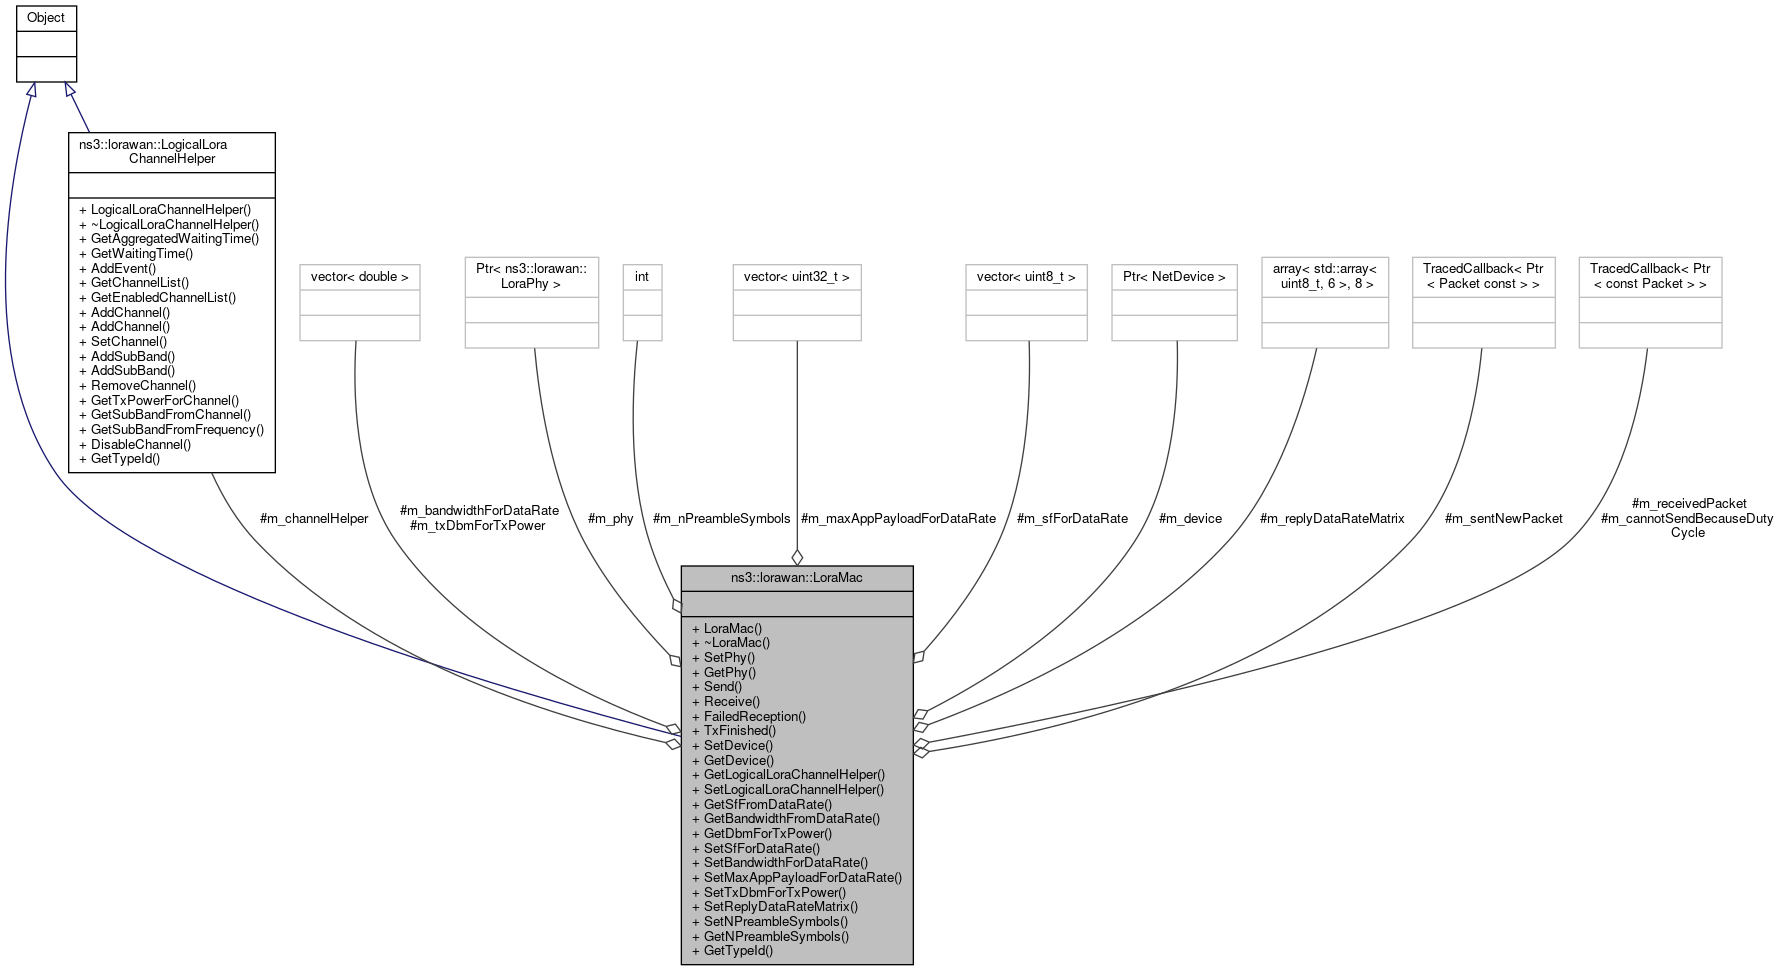 Object
ns3::lorawan::LogicalLora
ChannelHelper
+ LogicalLoraChannelHelper()
+ ~LogicalLoraChannelHelper()
+ GetAggregatedWaitingTime()
+ GetWaitingTime()
+ AddEvent()
+ GetChannelList()
+ GetEnabledChannelList()
+ AddChannel()
+ AddChannel()
+ SetChannel()
+ AddSubBand()
+ AddSubBand()
+ RemoveChannel()
+ GetTxPowerForChannel()
+ GetSubBandFromChannel()
+ GetSubBandFromFrequency()
+ DisableChannel()
+ GetTypeId()
vector< double >
Ptr< ns3::lorawan::
LoraPhy >
int
vector< uint32_t >
vector< uint8_t >
Ptr< NetDevice >
array< std::array<
uint8_t, 6 >, 8 >
TracedCallback< Ptr
< Packet const > >
TracedCallback< Ptr
< const Packet > >
#m_channelHelper
#m_bandwidthForDataRate
#m_txDbmForTxPower
#m_phy
#m_nPreambleSymbols
#m_maxAppPayloadForDataRate
#m_sfForDataRate
#m_device
#m_replyDataRateMatrix
#m_sentNewPacket
#m_receivedPacket
#m_cannotSendBecauseDuty
Cycle
ns3::lorawan::LoraMac
+ LoraMac()
+ ~LoraMac()
+ SetPhy()
+ GetPhy()
+ Send()
+ Receive()
+ FailedReception()
+ TxFinished()
+ SetDevice()
+ GetDevice()
+ GetLogicalLoraChannelHelper()
+ SetLogicalLoraChannelHelper()
+ GetSfFromDataRate()
+ GetBandwidthFromDataRate()
+ GetDbmForTxPower()
+ SetSfForDataRate()
+ SetBandwidthForDataRate()
+ SetMaxAppPayloadForDataRate()
+ SetTxDbmForTxPower()
+ SetReplyDataRateMatrix()
+ SetNPreambleSymbols()
+ GetNPreambleSymbols()
+ GetTypeId()